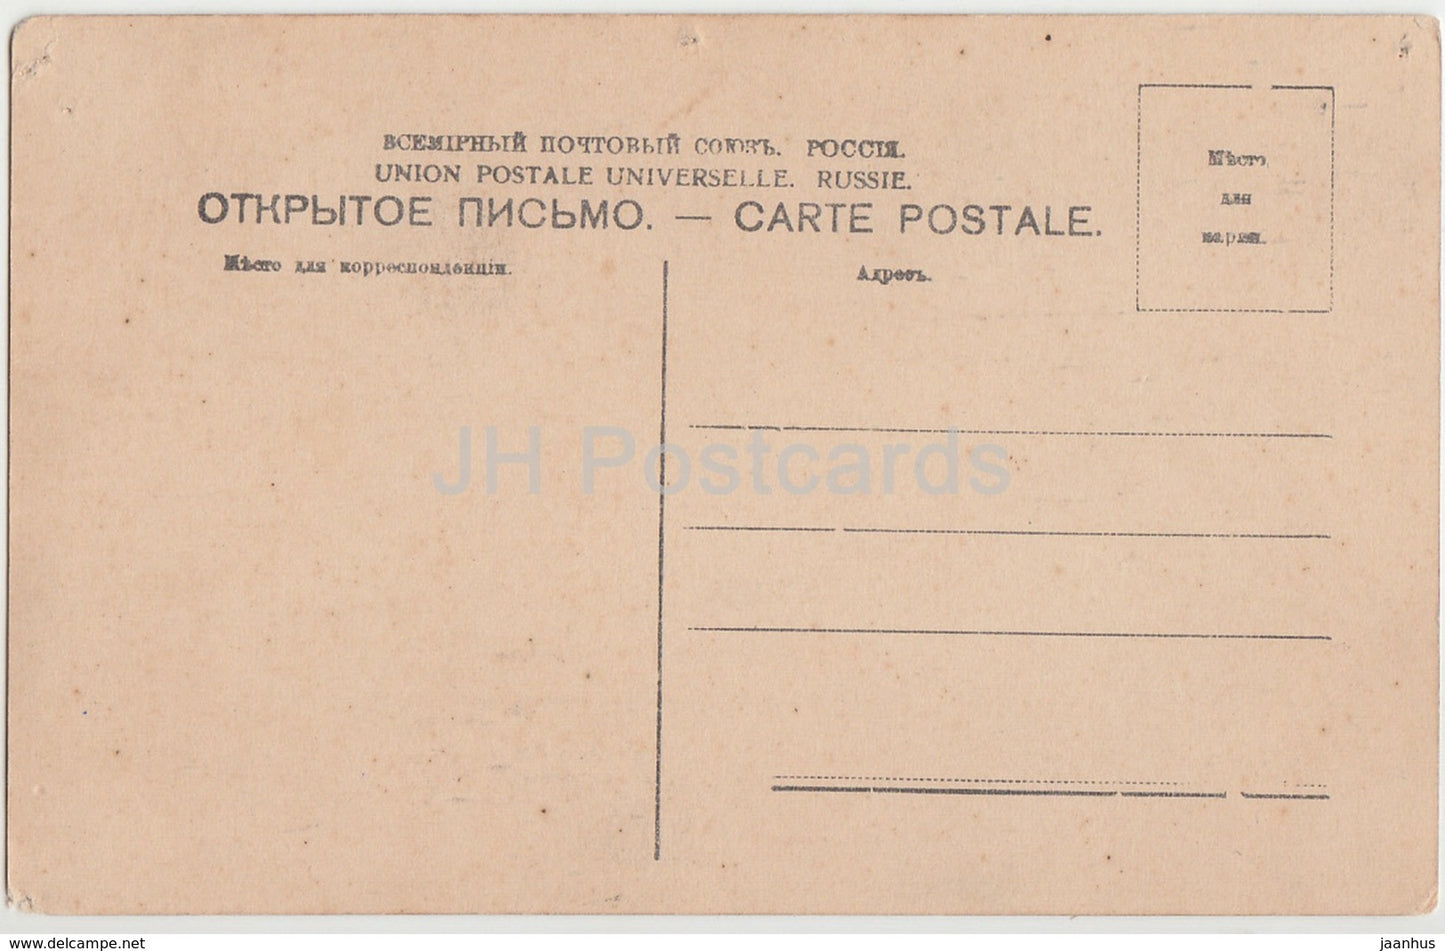 ВСЕМІРНЫЙ ПОЧТОВЫЙ СОЮЗЪ. РОССІЯ.
UNION POSTALE UNIVERSELLE. RUSSIE.
ОТКРЫТОЕ ПИСЬМО. — CARTE POSTALE.
Мѣсто для корреспонденціи.
Адресъ.
Мѣсто
для
марки.
JH Postcards
www.delcampe.net
jaanhus